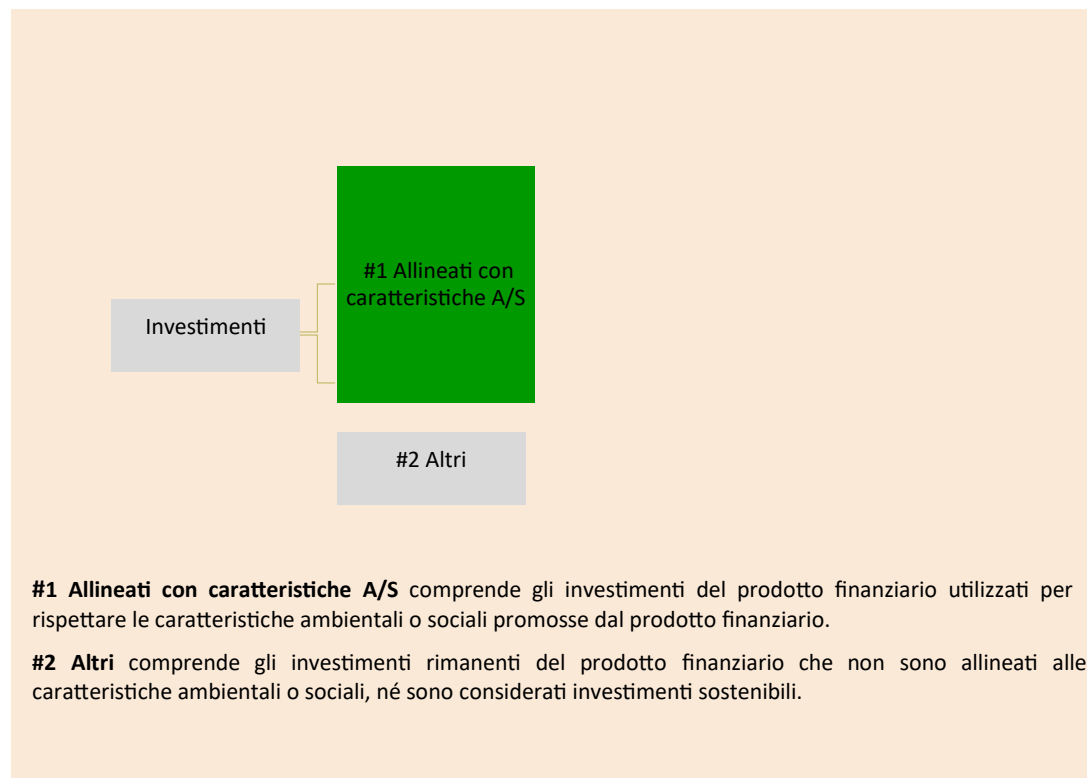 #1 Allineati con
caratteristiche A/S
Investimenti
#2 Altri
#1 Allineati con caratteristiche A/S comprende gli investimenti del prodotto finanziario utilizzati per
rispettare le caratteristiche ambientali o sociali promosse dal prodotto finanziario.
#2 Altri comprende gli investimenti rimanenti del prodotto finanziario che non sono allineati alle
caratteristiche ambientali o sociali, né sono considerati investimenti sostenibili.